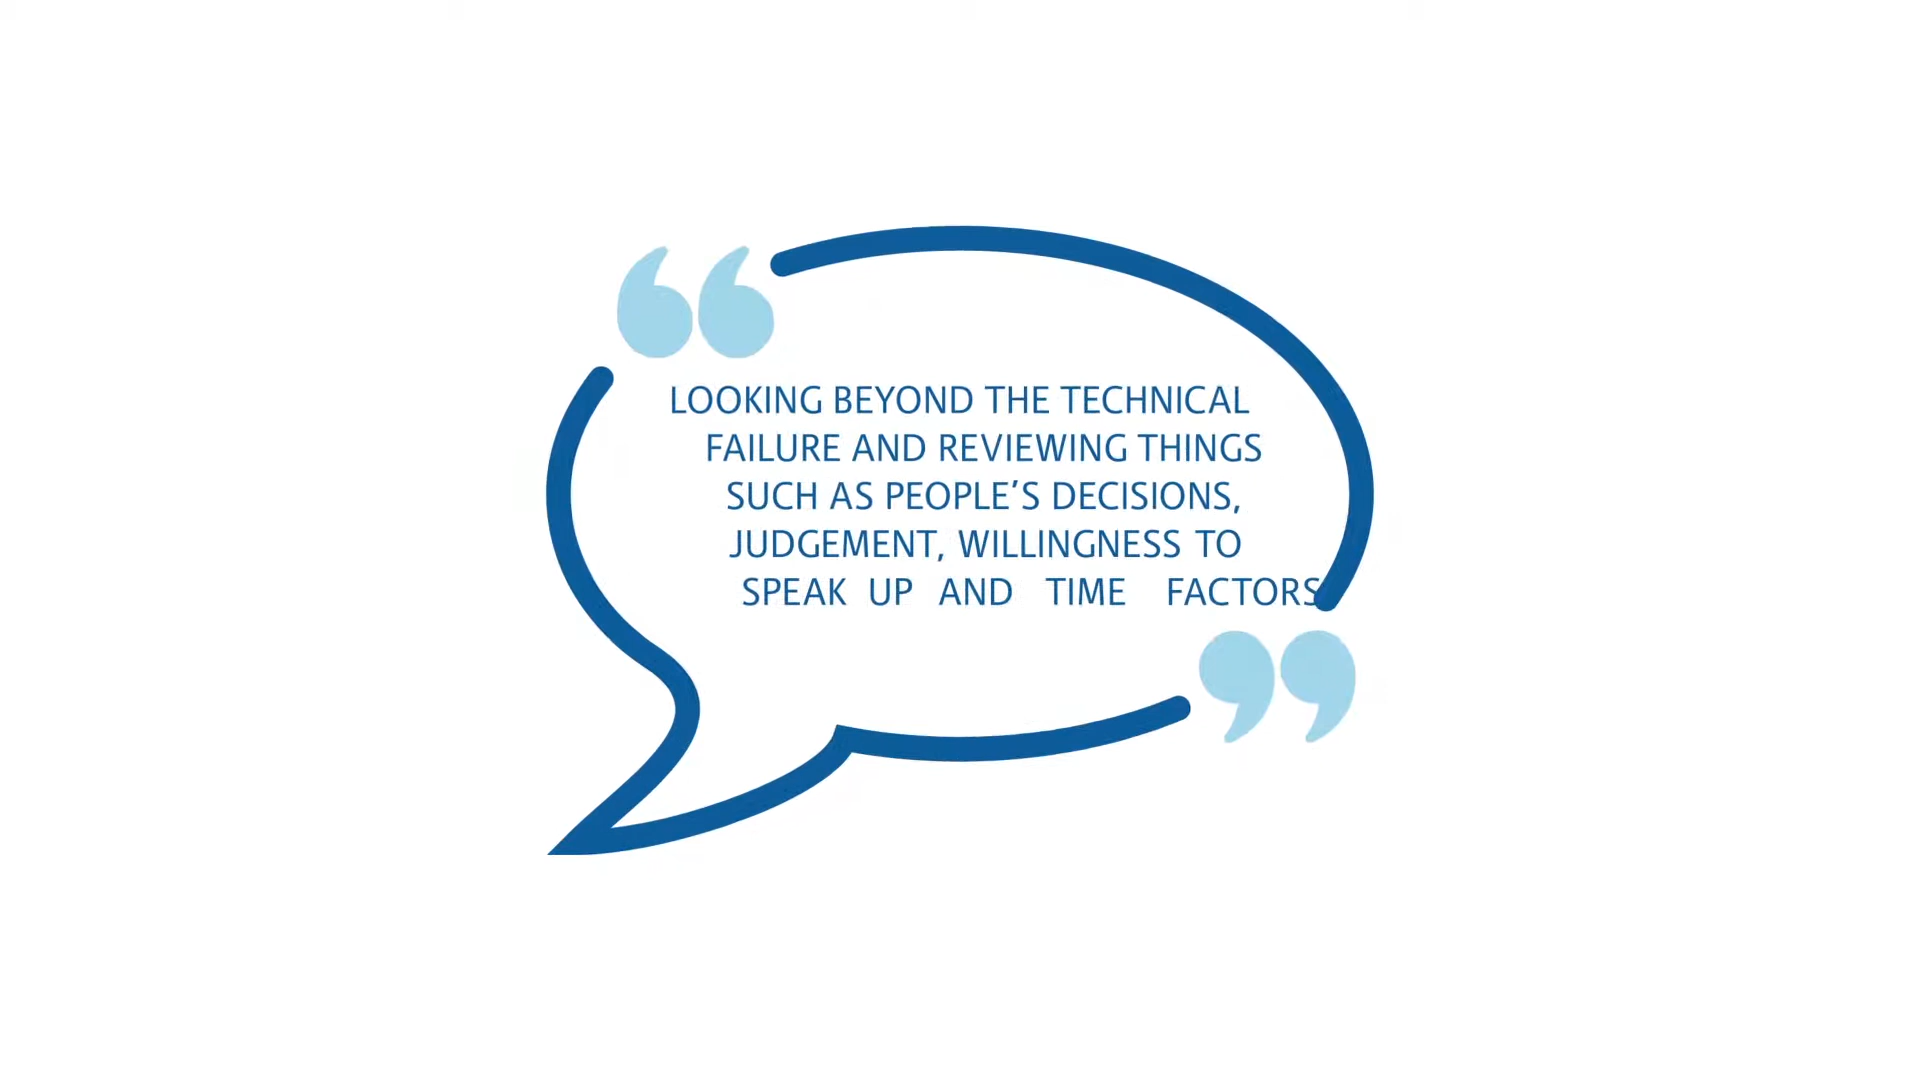 LOOKING BEYOND THE TECHNICAL
FAILURE AND REVIEWING THINGS
SUCH AS PEOPLE’S DECISIONS,
JUDGEMENT, WILLINGNESS TO
SPEAK UP AND TIME FACTORS